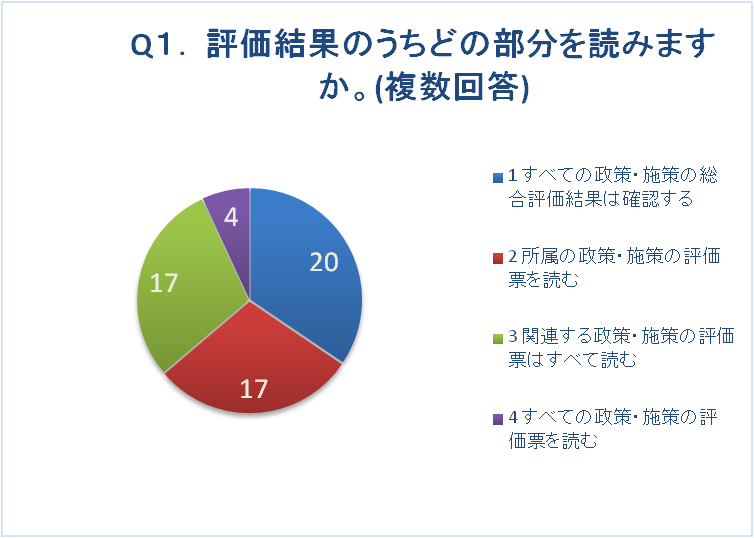 Q１． 評価結果のうちどの部分を読みます
か。(複数回答)
1 すべての政策・施策の総
合評価結果は確認する
2 所属の政策・施策の評価
票を読む
3 関連する政策・施策の評価
票はすべて読む
4 すべての政策・施策の評
価票を読む
4
20
17
17